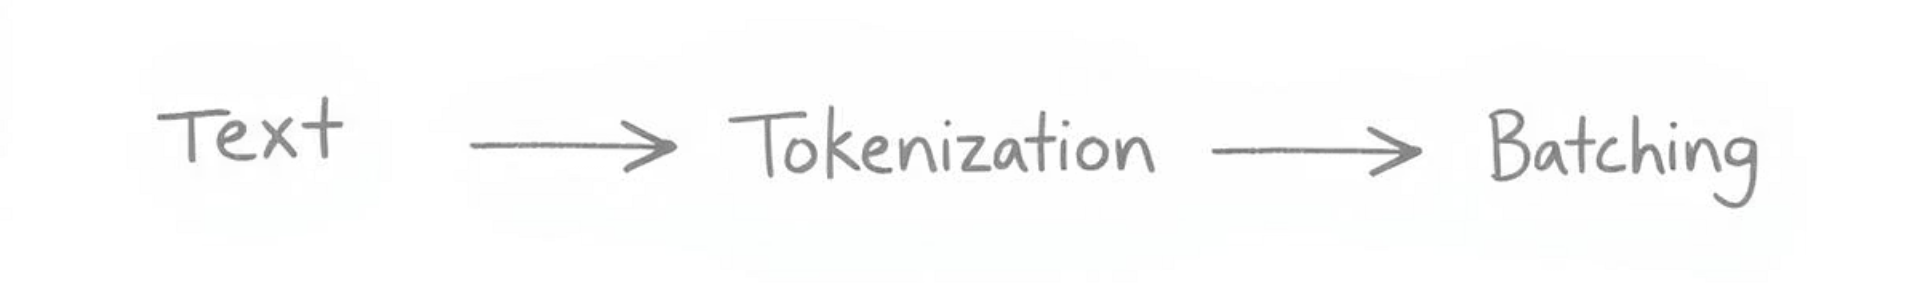 Text → Tokenization → Batching